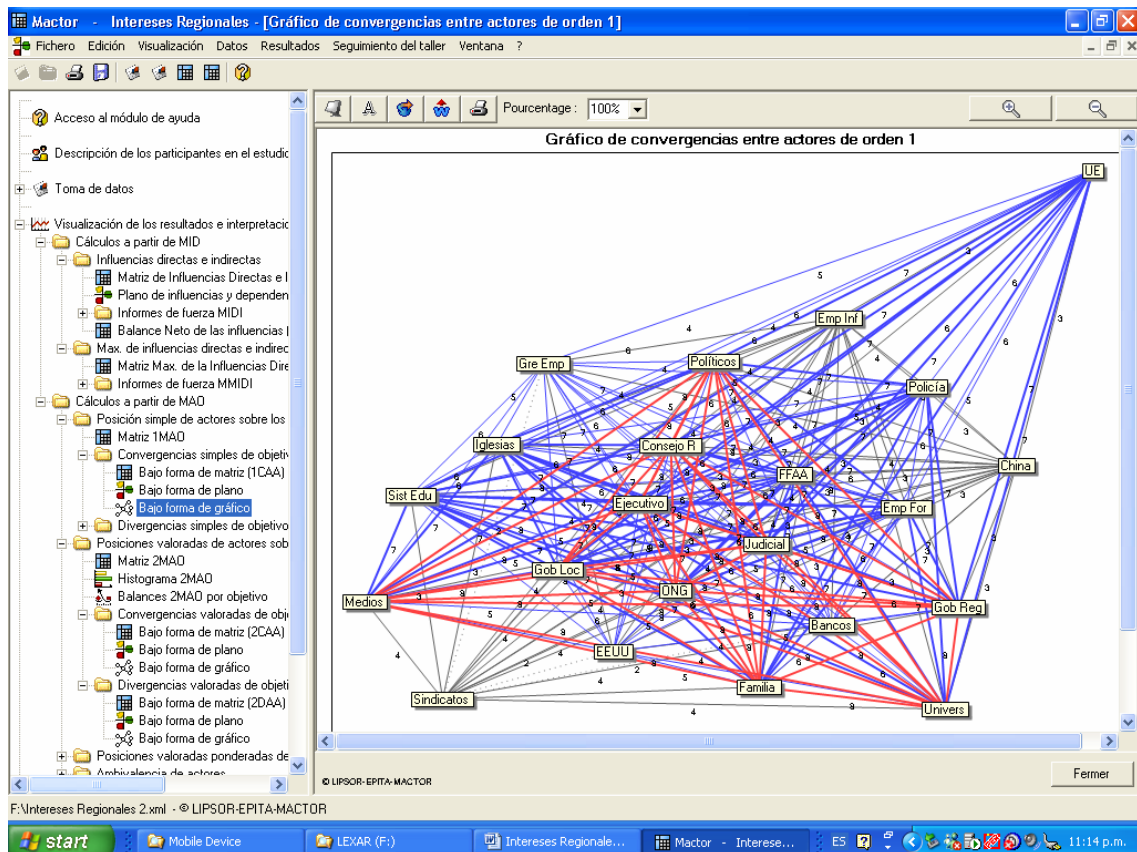 Mactor - Intereses Regionales - [Gráfico de convergencias entre actores de orden 1]
Fichero Edición Visualización Datos Resultados Seguimiento del taller Ventana ?
Acceso al módulo de ayuda
Descripción de los participantes en el estudio
Toma de datos
Visualización de los resultados e interpretacio
Cálculos a partir de MID
Influencias directas e indirectas
Matriz de Influencias Directas e I
Plano de influencias y dependen
Informes de fuerza MIDI
Balance Neto de las influencias
Max. de influencias directas e indirec
Matriz Max. de la Influencias Dire
Informes de fuerza MMIDI
Cálculos a partir de MAO
Posición simple de actores sobre los
Matriz 1MAO
Convergencias simples de objetiv
Bajo forma de matriz (1CAA)
Bajo forma de plano
Bajo forma de gráfico
Divergencias simples de objetivo
Posiciones valoradas de actores sob
Matriz 2MAO
Histograma 2MAO
Balances 2MAO por objetivo
Convergencias valoradas de obj
Bajo forma de matriz (2CAA)
Bajo forma de plano
Bajo forma de gráfico
Divergencias valoradas de objeti
Bajo forma de matriz (2DAA)
Bajo forma de plano
Bajo forma de gráfico
Posiciones valoradas ponderadas de
Ambivalencia de actores
Pourcentage : 100%
Gráfico de convergencias entre actores de orden 1
UE
Emp Inf
Gre Emp
Políticos
Policía
Iglesias
Consejo R
China
FFAA
Sist Edu
Ejecutivo
Emp For
Judicial
Gob Loc
ONG
Medios
Gob Reg
Bancos
EEUU
Familia
Sindicatos
Univers
© LIPSOR-EPITA-MACTOR
Fermer
F:\Intereses Regionales 2.xml - © LIPSOR-EPITA-MACTOR
start
Mobile Device
LEXAR (F:)
Intereses Regionale...
Mactor - Interese...
ES
11:14 p.m.